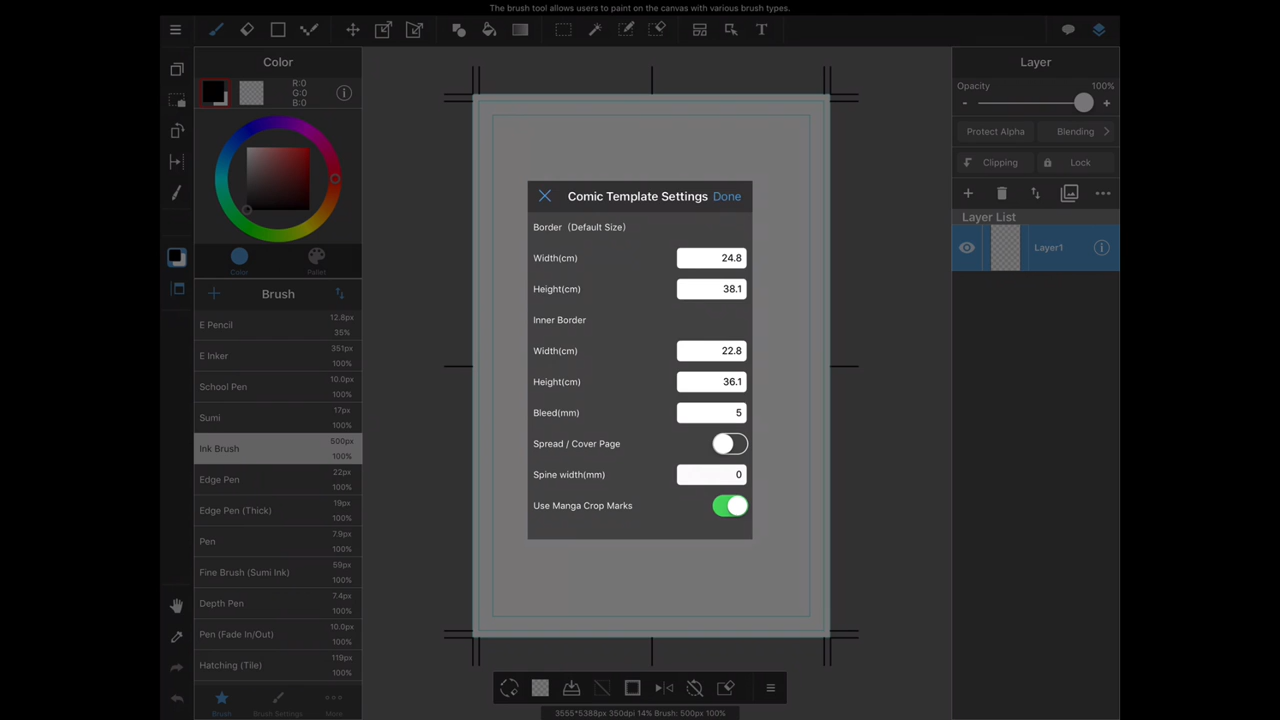 The brush tool allows users to paint on the canvas with various brush types.
T
Color
R:0
G:0
B:0
Color
Pallet
Brush
E Pencil
12.8px
35%
E Inker
351px
100%
School Pen
10.0px
100%
Sumi
17px
100%
Ink Brush
500px
100%
Edge Pen
22px
100%
Edge Pen (Thick)
19px
100%
Pen
7.9px
100%
Fine Brush (Sumi Ink)
59px
100%
Depth Pen
7.4px
100%
Pen (Fade In/Out)
10.0px
100%
Hatching (Tile)
119px
100%
Brush
Brush Settings
More
Comic Template Settings Done
Border (Default Size)
Width(cm) 24.8
Height(cm) 38.1
Inner Border
Width(cm) 22.8
Height(cm) 36.1
Bleed(mm) 5
Spread / Cover Page
Spine width(mm) 0
Use Manga Crop Marks
3555*5388px 350dpi 14% Brush: 500px 100%
Layer
Opacity 100%
- +
Protect Alpha Blending
Clipping Lock
Layer List
Layer1